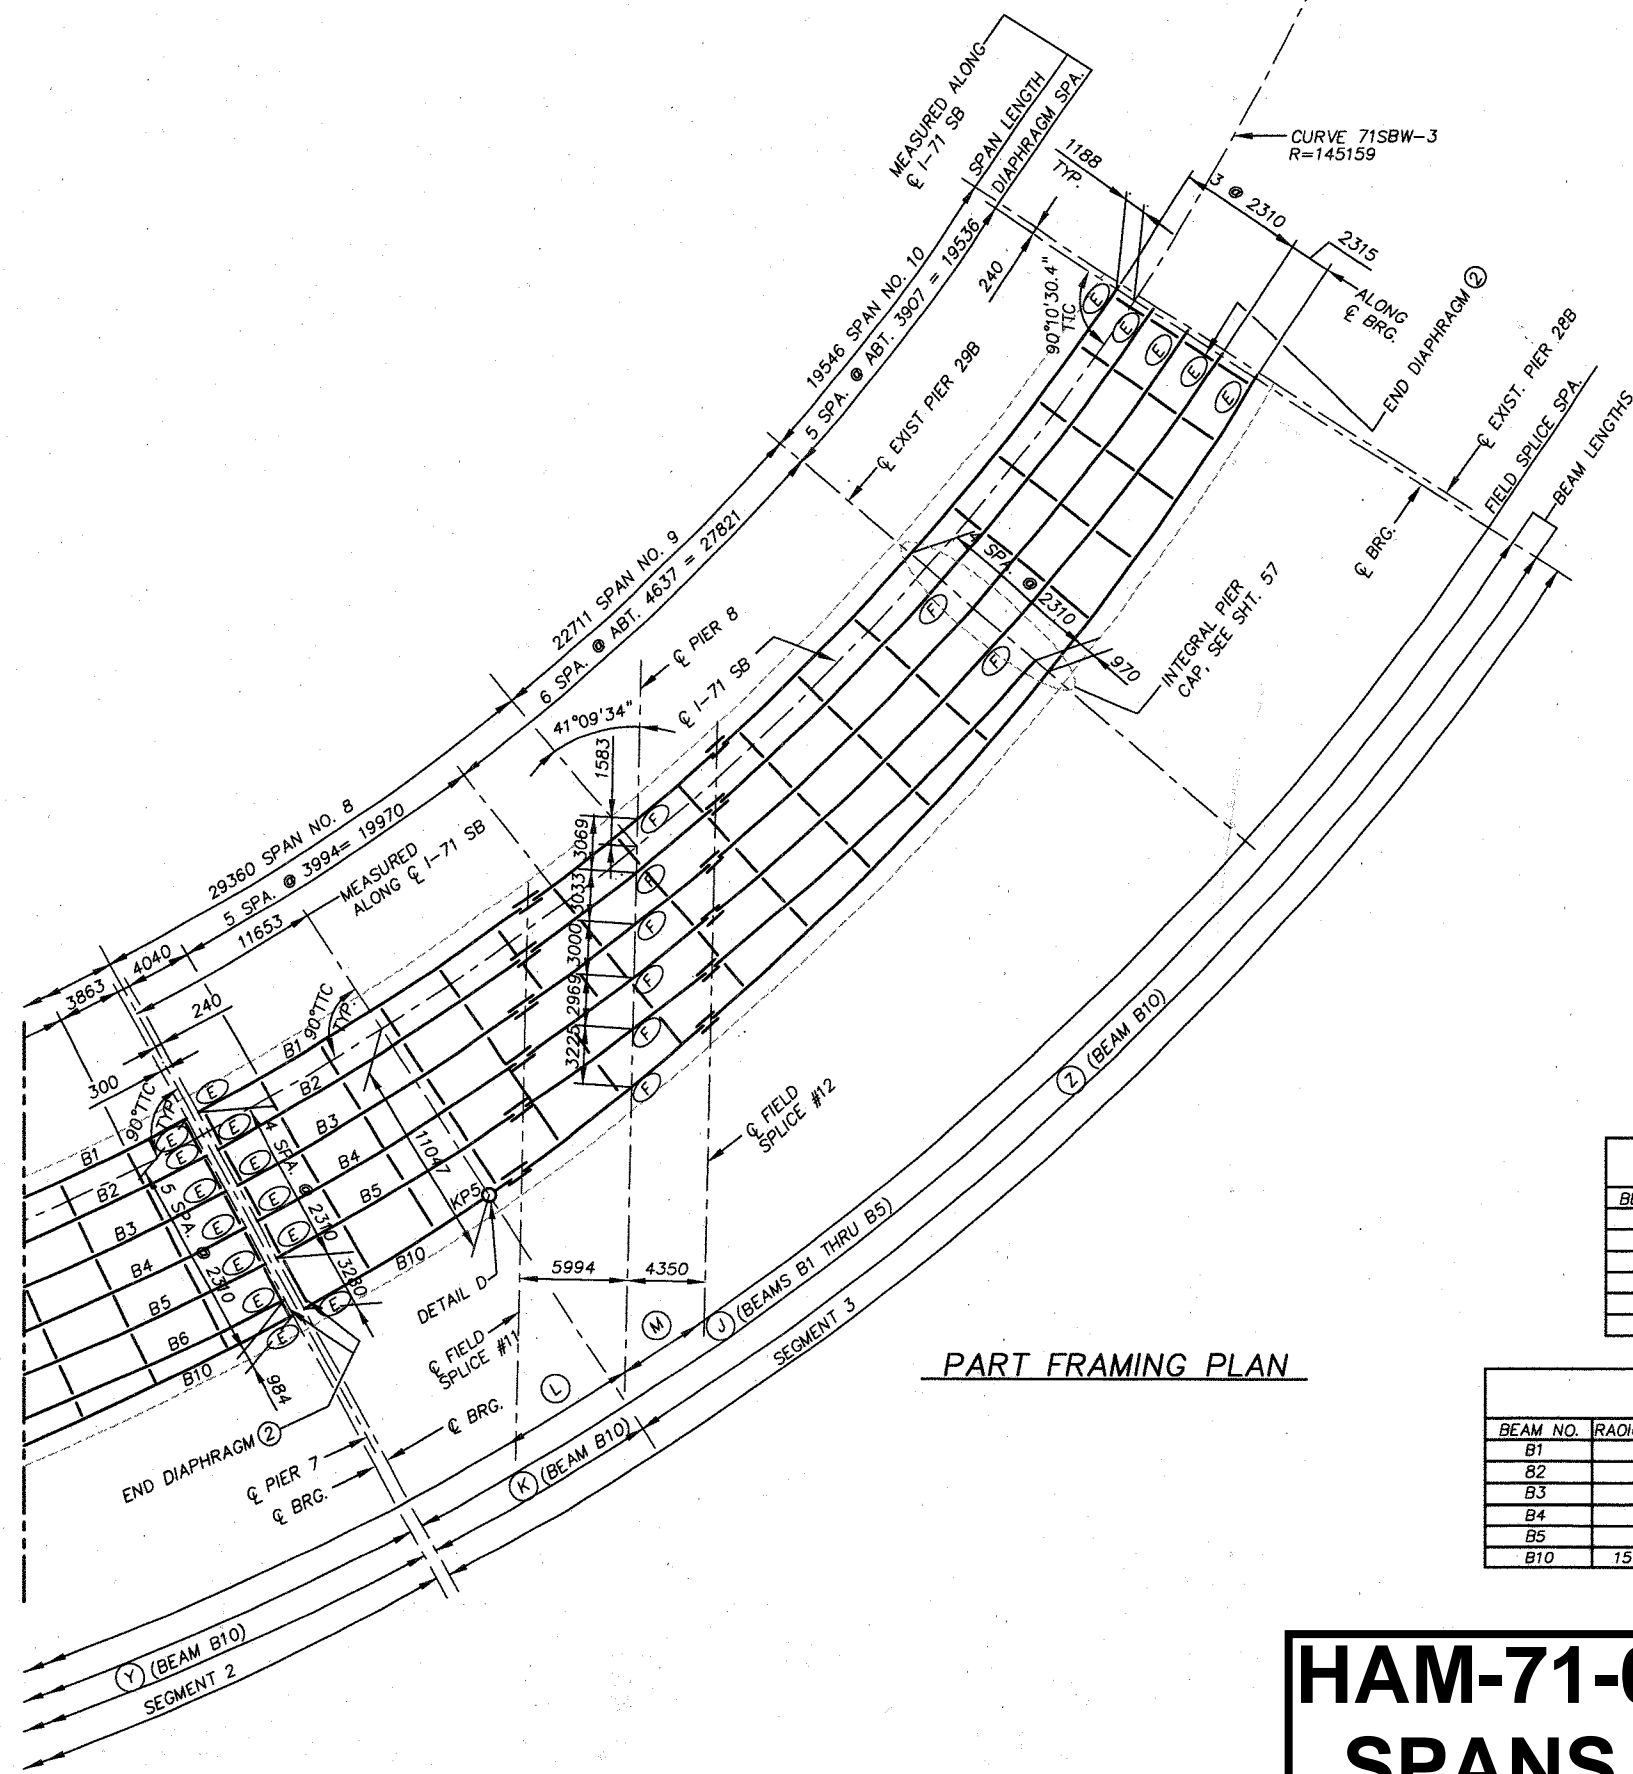 MEASURED ALONG
℄ I-71 SB
SPAN LENGTH
DIAPHRAGM SPA.
CURVE 71SBW-3
R=145159
1188
TYP.
3 @ 2310
2315
ALONG
℄ BRG.
END DIAPHRAGM 2
240
90°10'30.4"
TTC
19546 SPAN NO. 10
5 SPA. @ ABT. 3907 = 19536
℄ EXIST PIER 29B
℄ EXIST. PIER 28B
FIELD SPLICE SPA.
BEAM LENGTHS
℄ BRG.
E
E
E
E
E
22711 SPAN NO. 9
6 SPA. @ ABT. 4637 = 27821
4 SPA. @ 2310
970
F
F
INTEGRAL PIER
CAP, SEE SHT. 57
℄ PIER 8
℄ I-71 SB
41°09'34"
1583
29360 SPAN NO. 8
5 SPA. @ 3994= 19970
11653
MEASURED
ALONG ℄ I-71 SB
3069
3033
3000
2969
3225
F
F
F
F
F
F
4040
3863
240
300
90°TTC
TYP.
90°TTC
TYP.
B1
B2
B3
B4
B5
B10
B1
B2
B3
B4
B5
B6
B10
E
E
E
E
E
E
E
E
E
E
E
E
E
4 SPA. @ 2310
3280
5 SPA. @ 2310
984
11047
KP5
DETAIL D
℄ FIELD
SPLICE #11
℄ FIELD
SPLICE #12
5994
4350
END DIAPHRAGM 2
℄ PIER 7
℄ BRG.
℄ BRG.
L
M
J (BEAMS B1 THRU B5)
Z (BEAM B10)
K (BEAM B10)
SEGMENT 3
Y (BEAM B10)
SEGMENT 2
PART FRAMING PLAN
BEAM NO.
B1
B2
B3
B4
B5
B10 15
HAM-71-
SPANS